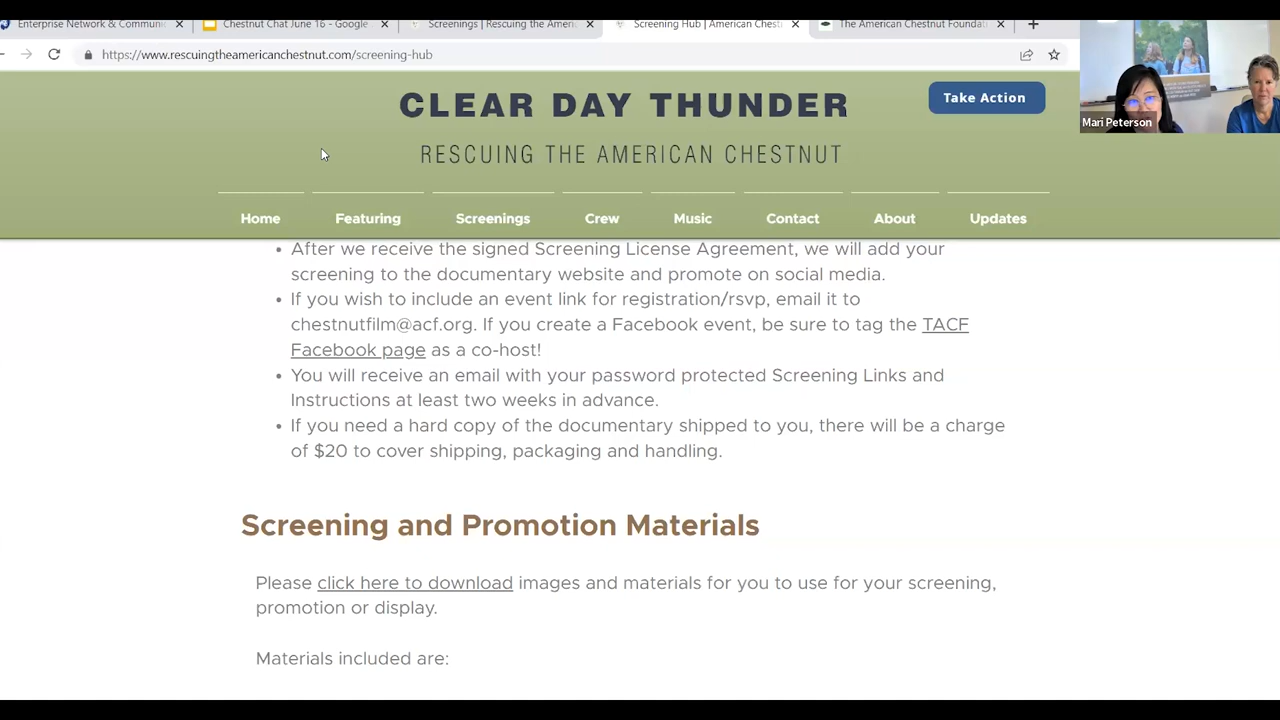 Enterprise Network & Communi
Chestnut Chat June 16 - Google
Screenings | Rescuing the Ameri
Screening Hub | American Chest
The American Chestnut Foundat
https://www.rescuingtheamericanchestnut.com/screening-hub
CLEAR DAY THUNDER
Take Action
Mari Peterson
RESCUING THE AMERICAN CHESTNUT
Home Featuring Screenings Crew Music Contact About Updates
• After we receive the signed Screening License Agreement, we will add your
screening to the documentary website and promote on social media.
• If you wish to include an event link for registration/rsvp, email it to
chestnutfilm@acf.org. If you create a Facebook event, be sure to tag the TACF
Facebook page as a co-host!
• You will receive an email with your password protected Screening Links and
Instructions at least two weeks in advance.
• If you need a hard copy of the documentary shipped to you, there will be a charge
of $20 to cover shipping, packaging and handling.
Screening and Promotion Materials
Please click here to download images and materials for you to use for your screening,
promotion or display.
Materials included are: